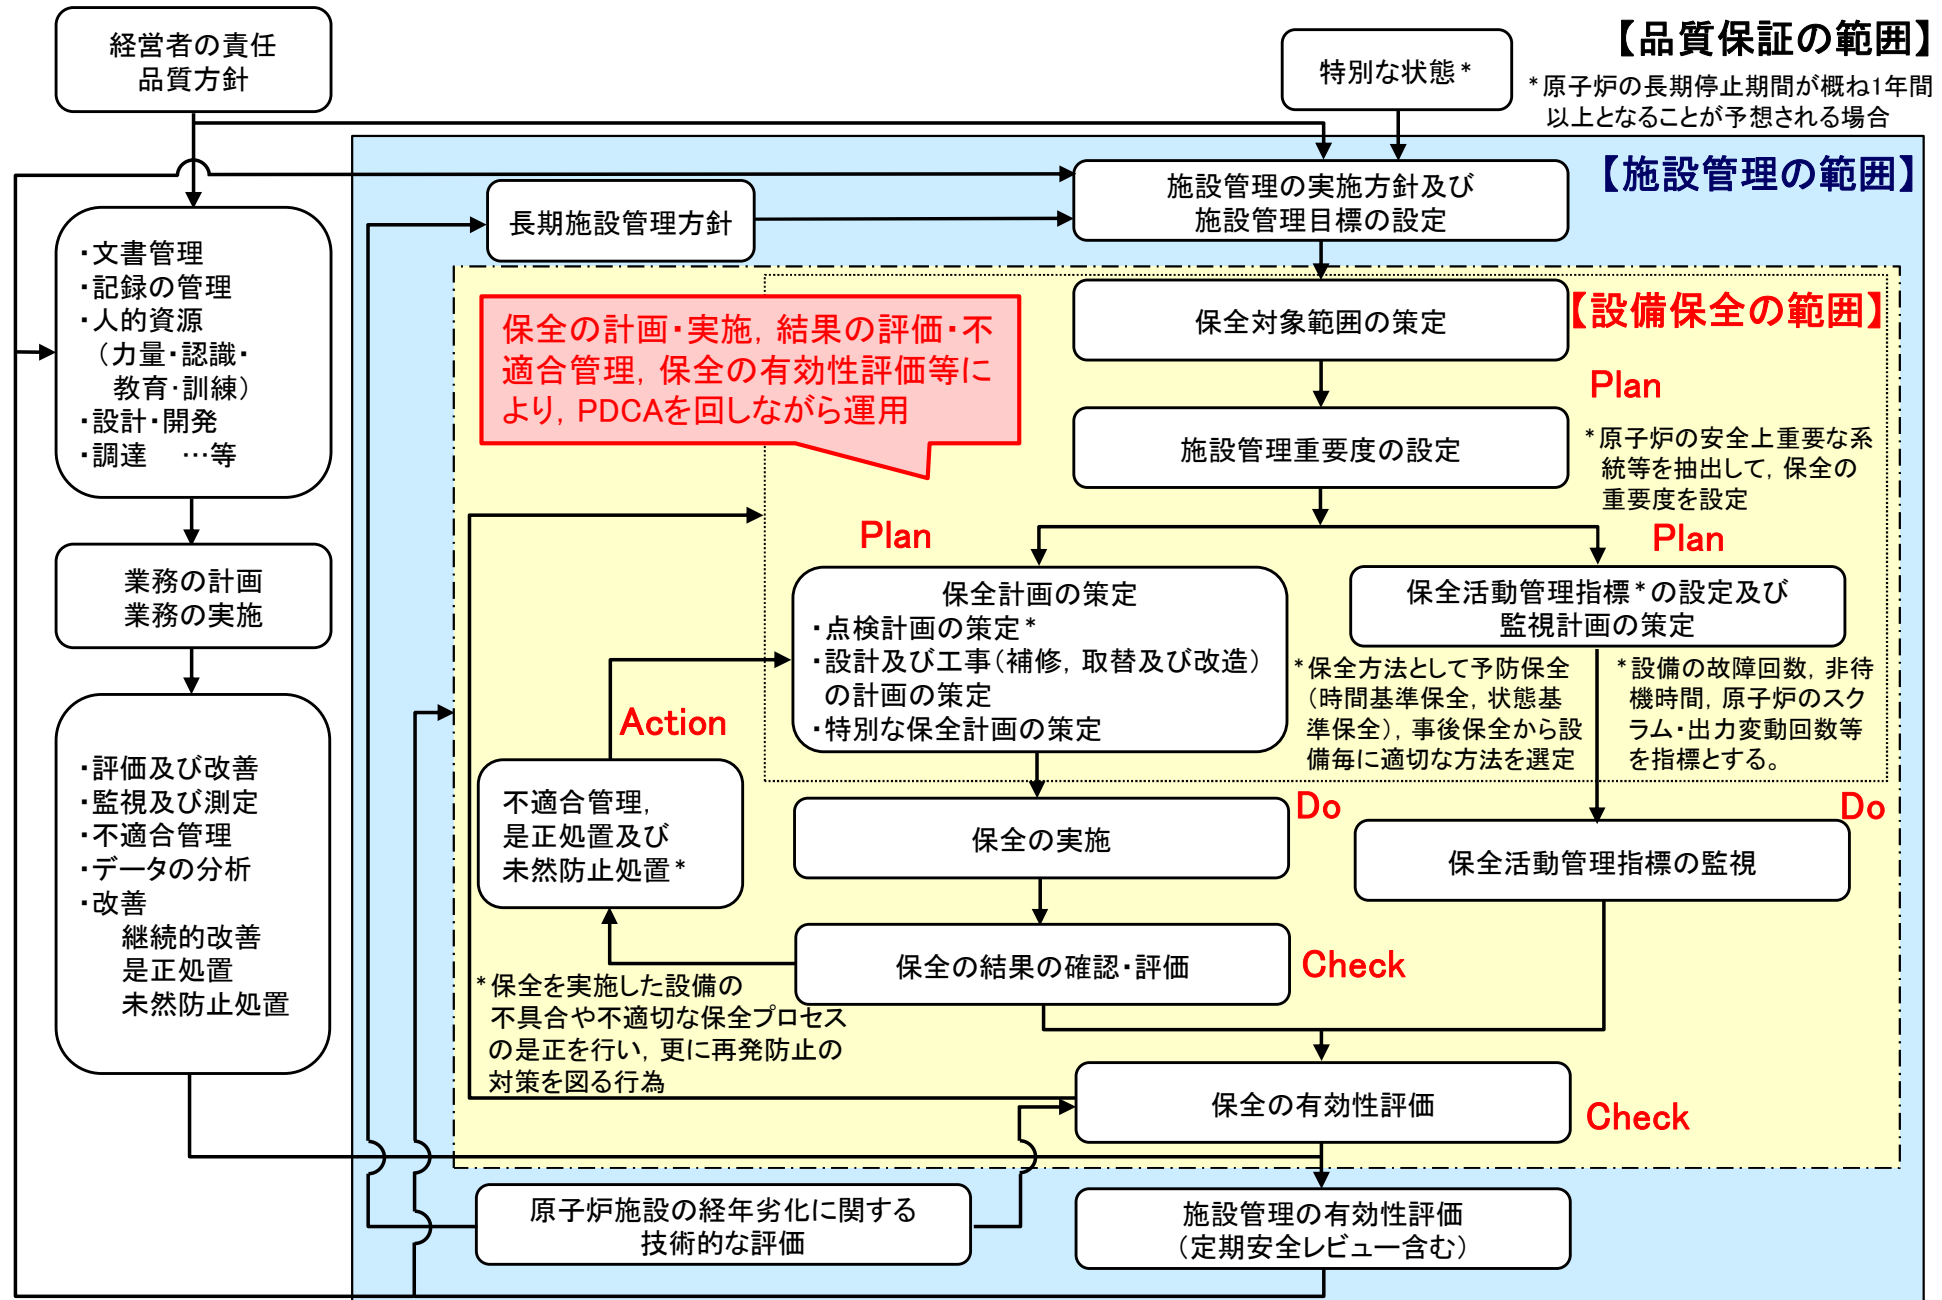 経営者の責任
品質方針
特別な状態*
【品質保証の範囲】
*原子炉の長期停止期間が概ね1年間
以上となることが予想される場合
【施設管理の範囲】
施設管理の実施方針及び
施設管理目標の設定
長期施設管理方針
・文書管理
・記録の管理
・人的資源
（力量・認識・
教育・訓練）
・設計・開発
・調達　…等
保全の計画・実施，結果の評価・不
適合管理，保全の有効性評価等に
より，PDCAを回しながら運用
保全対象範囲の策定
【設備保全の範囲】
Plan
施設管理重要度の設定
*原子炉の安全上重要な系
統等を抽出して，保全の
重要度を設定
Plan
Plan
業務の計画
業務の実施
保全計画の策定
・点検計画の策定*
・設計及び工事（補修，取替及び改造）
の計画の策定
・特別な保全計画の策定
保全活動管理指標*の設定及び
監視計画の策定
*保全方法として予防保全
（時間基準保全，状態基
準保全），事後保全から設
備毎に適切な方法を選定
*設備の故障回数，非待
機時間，原子炉のスク
ラム・出力変動回数等
を指標とする。
Action
・評価及び改善
・監視及び測定
・不適合管理
・データの分析
・改善
継続的改善
是正処置
未然防止処置
不適合管理，
是正処置及び
未然防止処置*
保全の実施
Do
保全活動管理指標の監視
Do
保全の結果の確認・評価
Check
*保全を実施した設備の
不具合や不適切な保全プロセス
の是正を行い，更に再発防止の
対策を図る行為
保全の有効性評価
Check
原子炉施設の経年劣化に関する
技術的な評価
施設管理の有効性評価
（定期安全レビュー含む）